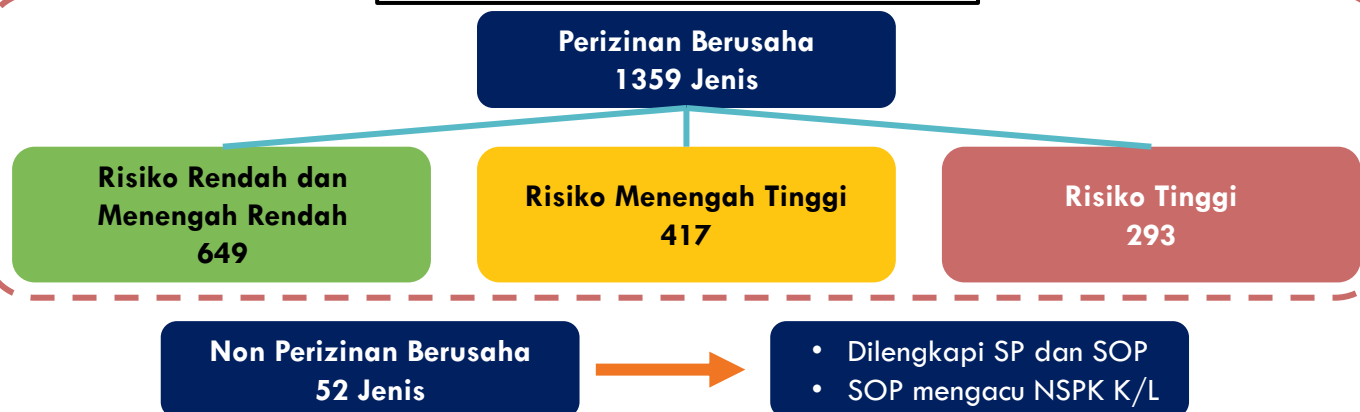 Perizinan Berusaha
1359 Jenis
Risiko Rendah dan
Menengah Rendah
649
Risiko Menengah Tinggi
417
Risiko Tinggi
293
Non Perizinan Berusaha
52 Jenis
• Dilengkapi SP dan SOP
• SOP mengacu NSPK K/L